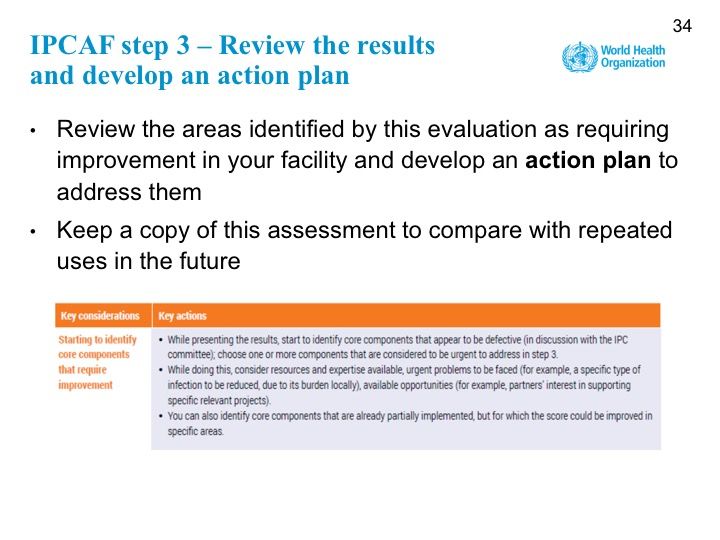 34
IPCAF step 3 – Review the results
and develop an action plan
World Health
Organization
• Review the areas identified by this evaluation as requiring
improvement in your facility and develop an action plan to
address them
• Keep a copy of this assessment to compare with repeated
uses in the future
Key considerations Key actions
Starting to identify
core components
that require
improvement
• While presenting the results, start to identify core components that appear to be defective (in discussion with the IPC
committee); choose one or more components that are considered to be urgent to address in step 3.
• While doing this, consider resources and expertise available, urgent problems to be faced (for example, a specific type of
infection to be reduced, due to its burden locally), available opportunities (for example, partners' interest in supporting
specific relevant projects).
• You can also identify core components that are already partially implemented, but for which the score could be improved in
specific areas.